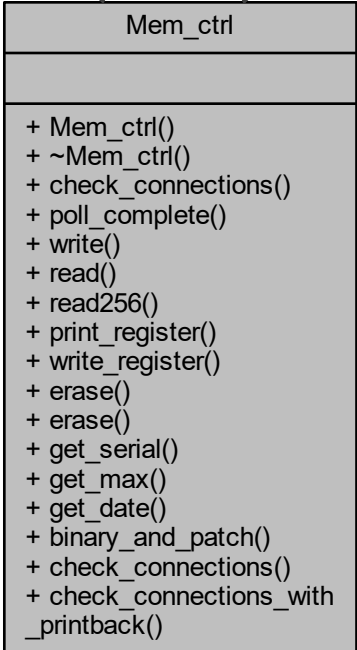 Mem_ctrl
+ Mem_ctrl()
+ ~Mem_ctrl()
+ check_connections()
+ poll_complete()
+ write()
+ read()
+ read256()
+ print_register()
+ write_register()
+ erase()
+ erase()
+ get_serial()
+ get_max()
+ get_date()
+ binary_and_patch()
+ check_connections()
+ check_connections_with
_printback()